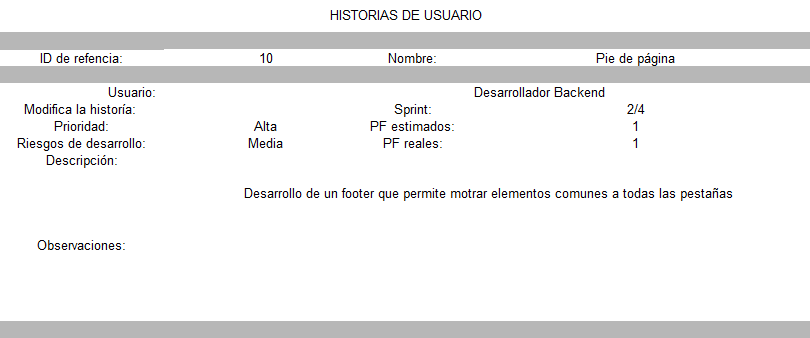 HISTORIAS DE USUARIO
ID de refencia: 10 Nombre: Pie de página
Usuario: Desarrollador Backend
Modifica la historía: Sprint: 2/4
Prioridad: Alta PF estimados: 1
Riesgos de desarrollo: Media PF reales: 1
Descripción:
Desarrollo de un footer que permite motrar elementos comunes a todas las pestañas
Observaciones: